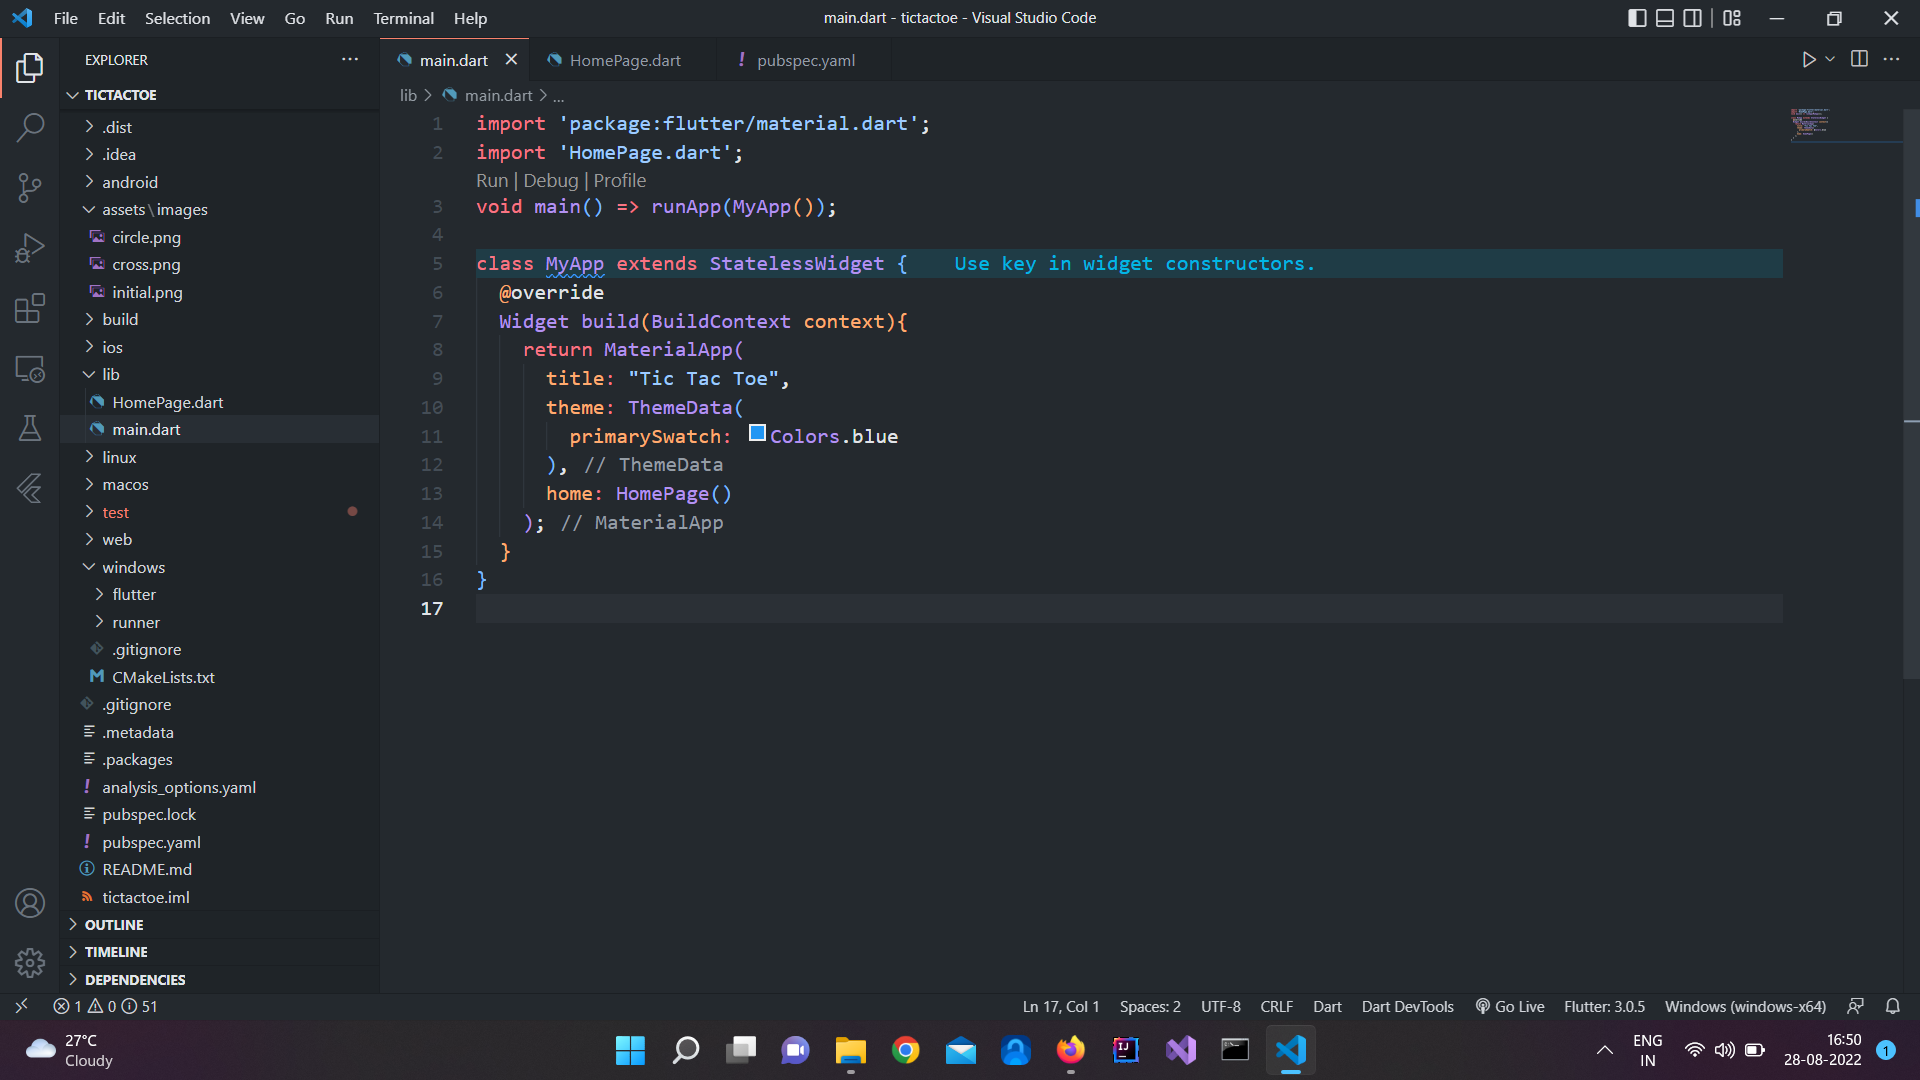 File Edit Selection View Go Run Terminal Help
main.dart - tictactoe - Visual Studio Code
EXPLORER
TICTACTOE
.dist
.idea
android
assets\images
circle.png
cross.png
initial.png
build
ios
lib
HomePage.dart
main.dart
linux
macos
test
web
windows
flutter
runner
.gitignore
CMakeLists.txt
.gitignore
.metadata
.packages
analysis_options.yaml
pubspec.lock
pubspec.yaml
README.md
tictactoe.iml
OUTLINE
TIMELINE
DEPENDENCIES
main.dart HomePage.dart pubspec.yaml
lib > main.dart > ...
1 import 'package:flutter/material.dart';
2 import 'HomePage.dart';
Run | Debug | Profile
3 void main() => runApp(MyApp());
4
5 class MyApp extends StatelessWidget { Use key in widget constructors.
6 @override
7 Widget build(BuildContext context){
8 return MaterialApp(
9 title: "Tic Tac Toe",
10 theme: ThemeData(
11 primarySwatch: Colors.blue
12 ), // ThemeData
13 home: HomePage()
14 ); // MaterialApp
15 }
16 }
17
1 0 51
Ln 17, Col 1 Spaces: 2 UTF-8 CRLF Dart Dart DevTools Go Live Flutter: 3.0.5 Windows (windows-x64)
27°C
Cloudy
IJ
ENG
IN
16:50
28-08-2022
1